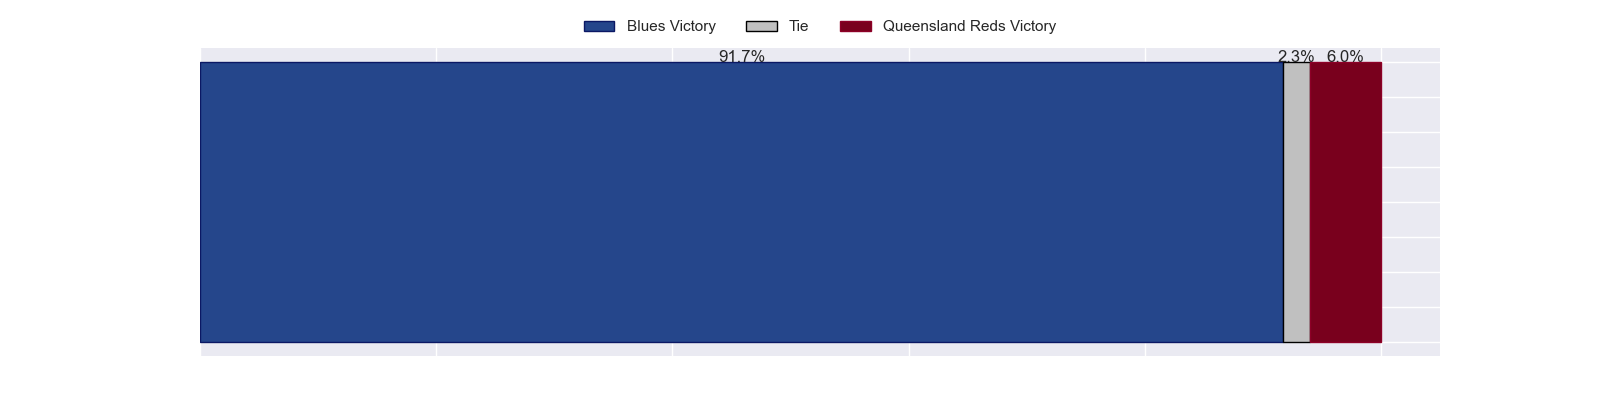 Blues Victory Tie Queensland Reds Victory
91.7% 2.3% 6.0%